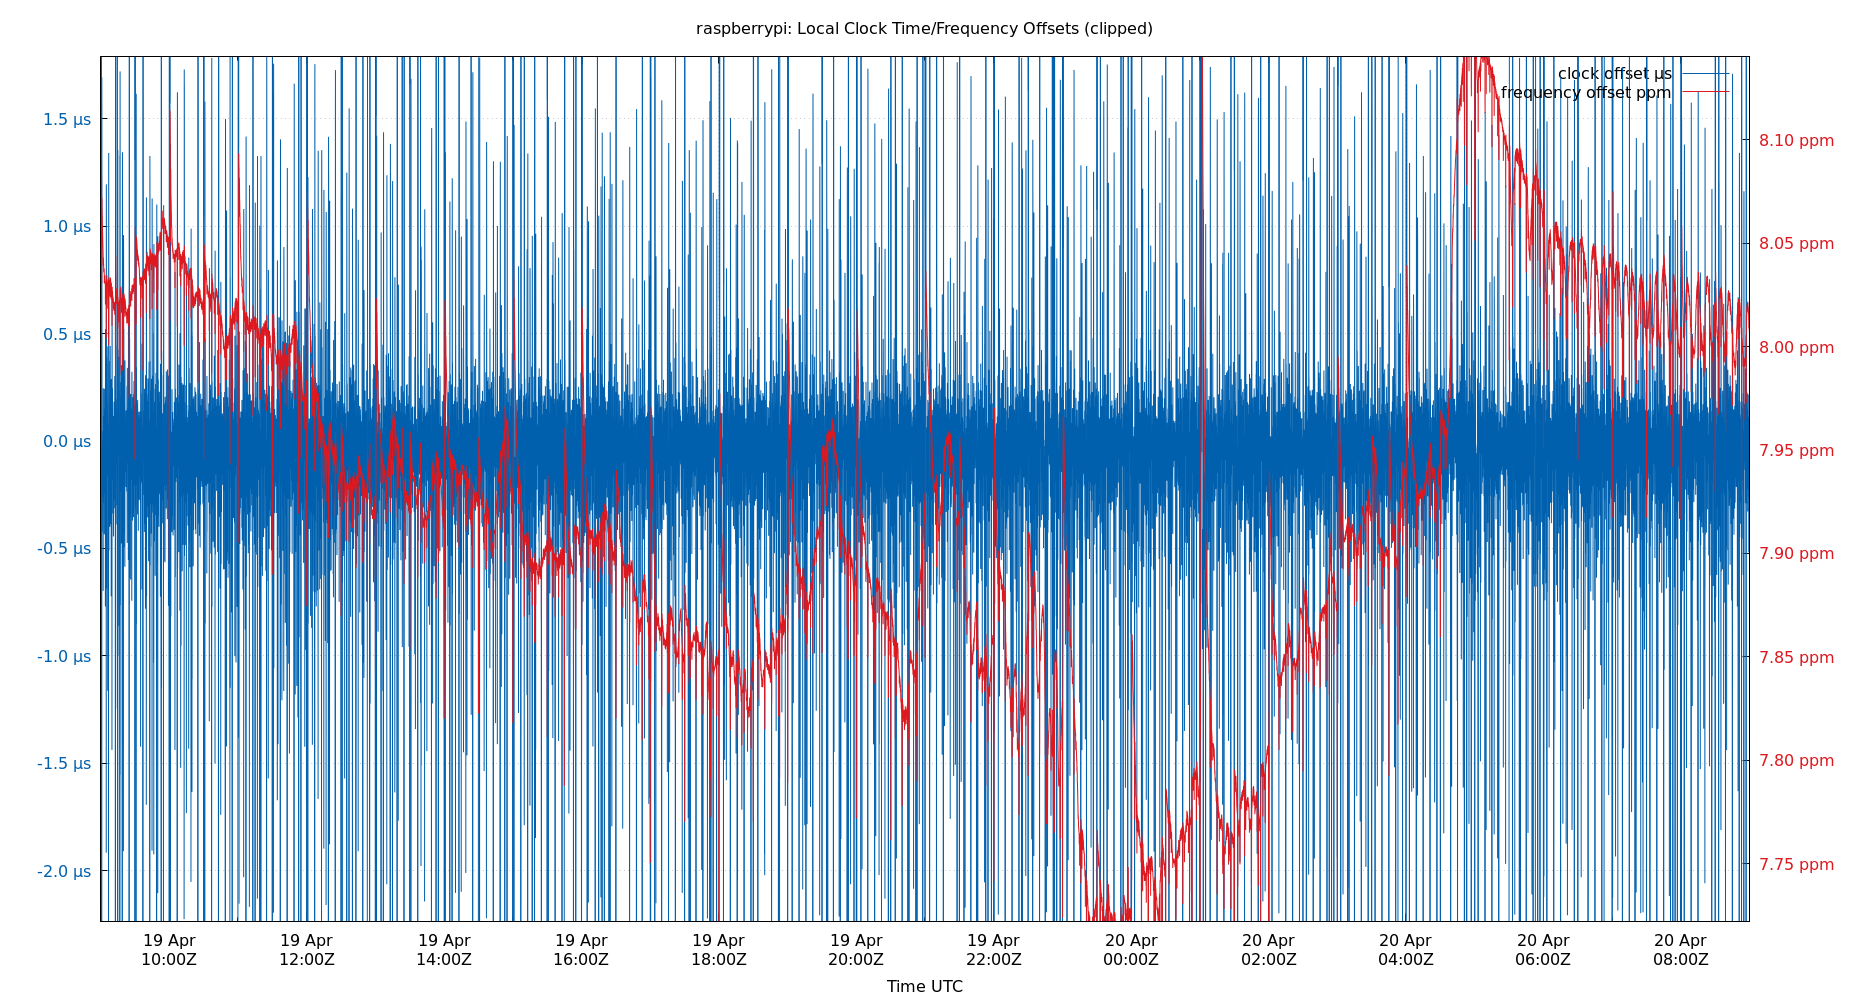 raspberrypi: Local Clock Time/Frequency Offsets (clipped)
clock offset µs
frequency offset ppm
1.5 µs
1.0 µs
0.5 µs
0.0 µs
-0.5 µs
-1.0 µs
-1.5 µs
-2.0 µs
8.10 ppm
8.05 ppm
8.00 ppm
7.95 ppm
7.90 ppm
7.85 ppm
7.80 ppm
7.75 ppm
19 Apr 19 Apr 19 Apr 19 Apr 19 Apr 19 Apr 19 Apr 20 Apr 20 Apr 20 Apr 20 Apr 20 Apr
10:00Z 12:00Z 14:00Z 16:00Z 18:00Z 20:00Z 22:00Z 00:00Z 02:00Z 04:00Z 06:00Z 08:00Z
Time UTC